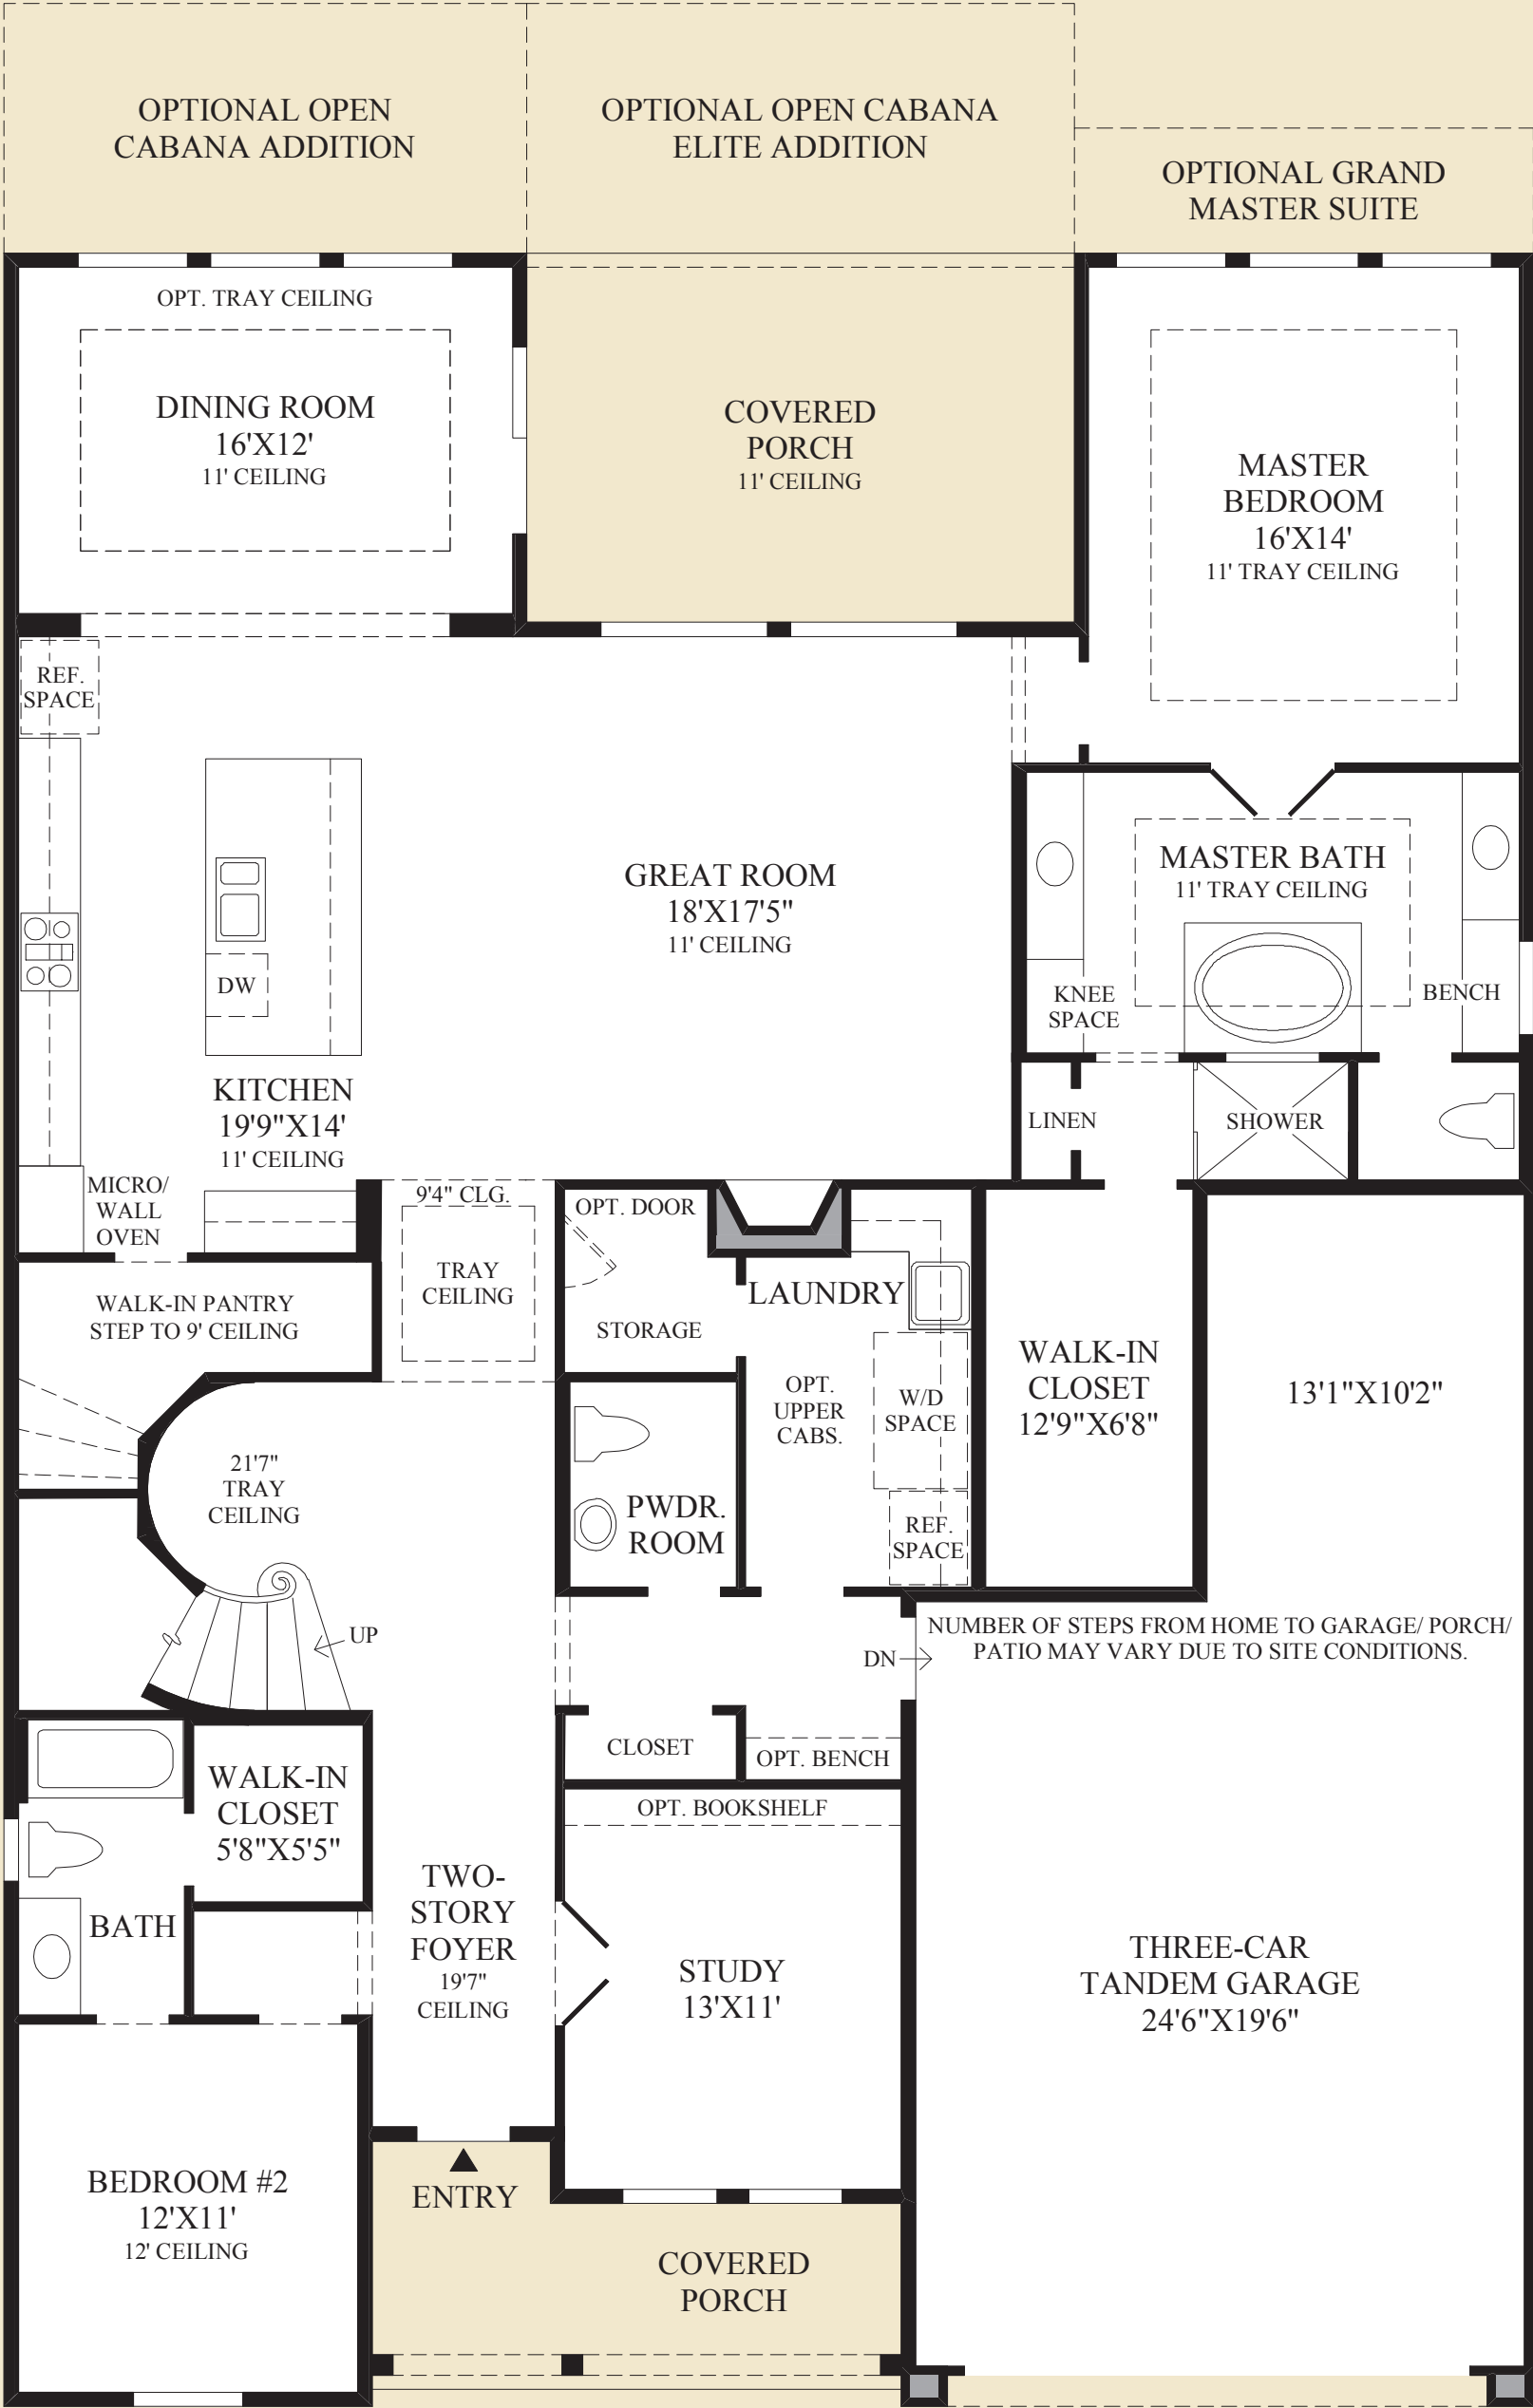 OPTIONAL OPEN
CABANA ADDITION
OPTIONAL OPEN CABANA
ELITE ADDITION
OPTIONAL GRAND
MASTER SUITE
OPT. TRAY CEILING
DINING ROOM
16'X12'
11' CEILING
COVERED
PORCH
11' CEILING
MASTER
BEDROOM
16'X14'
11' TRAY CEILING
REF.
SPACE
GREAT ROOM
18'X17'5"
11' CEILING
MASTER BATH
11' TRAY CEILING
DW
KNEE
SPACE
BENCH
KITCHEN
19'9"X14'
11' CEILING
LINEN
SHOWER
MICRO/
WALL
OVEN
9'4" CLG.
TRAY
CEILING
OPT. DOOR
STORAGE
LAUNDRY
WALK-IN PANTRY
STEP TO 9' CEILING
OPT.
UPPER
CABS.
W/D
SPACE
WALK-IN
CLOSET
12'9"X6'8"
13'1"X10'2"
21'7"
TRAY
CEILING
PWDR.
ROOM
REF.
SPACE
UP
DN
NUMBER OF STEPS FROM HOME TO GARAGE/ PORCH/
PATIO MAY VARY DUE TO SITE CONDITIONS.
CLOSET
OPT. BENCH
WALK-IN
CLOSET
5'8"X5'5"
OPT. BOOKSHELF
BATH
TWO-
STORY
FOYER
19'7"
CEILING
STUDY
13'X11'
THREE-CAR
TANDEM GARAGE
24'6"X19'6"
BEDROOM #2
12'X11'
12' CEILING
ENTRY
COVERED
PORCH